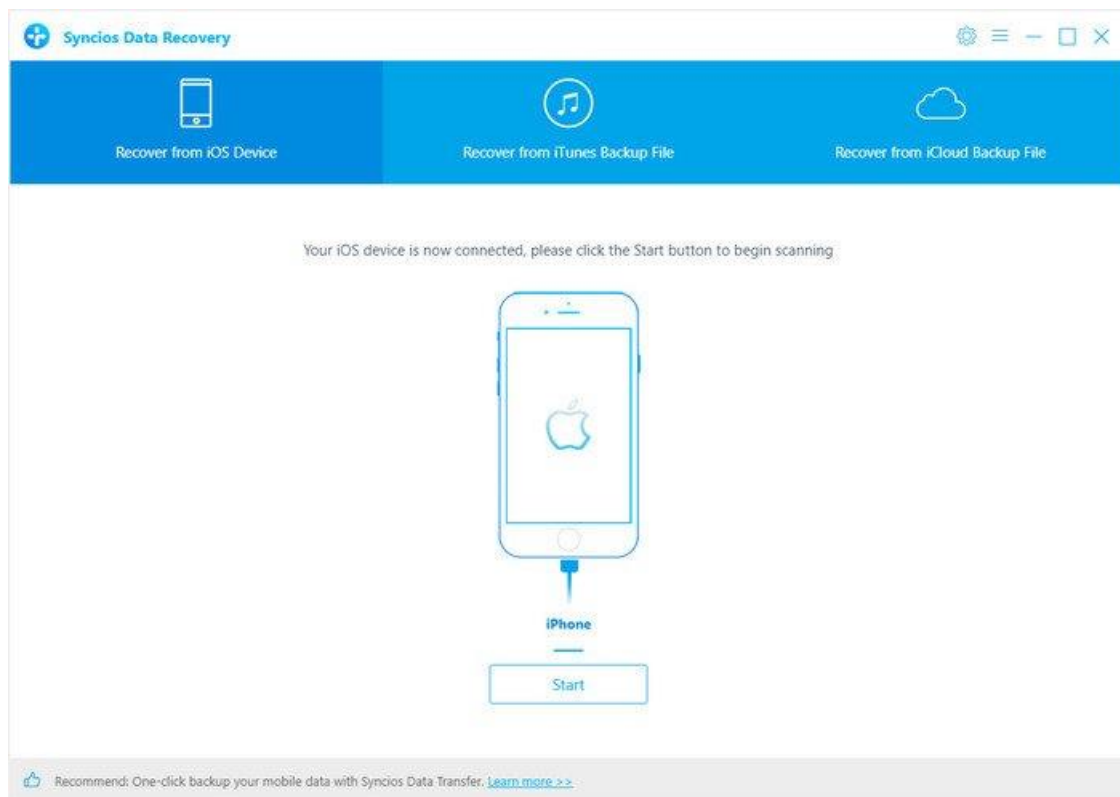 Syncios Data Recovery
Recover from iOS Device
Recover from iTunes Backup File
Recover from iCloud Backup File
Your iOS device is now connected, please click the Start button to begin scanning
iPhone
Start
Recommend: One-click backup your mobile data with Syncios Data Transfer. Learn more >>